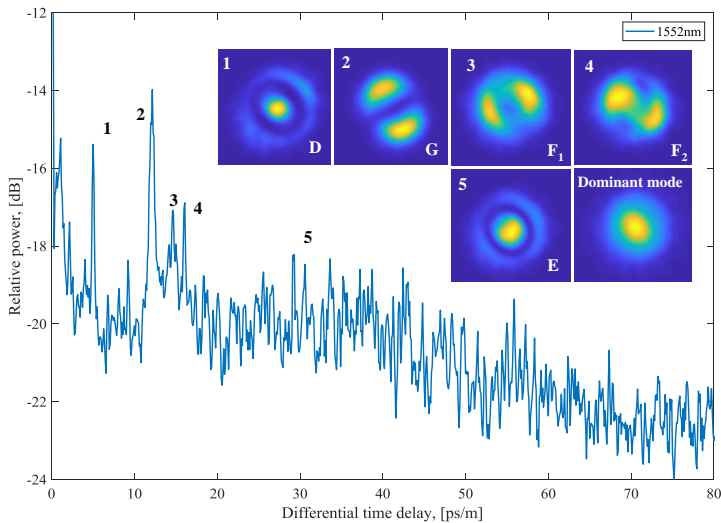 -12
-14
-16
-18
-20
-22
-24
Relative power, [dB]
0
10
20
30
40
50
60
70
80
Differential time delay, [ps/m]
1552nm
1
2
3
4
5
1
D
2
G
3
F₁
4
F₂
5
E
Dominant mode